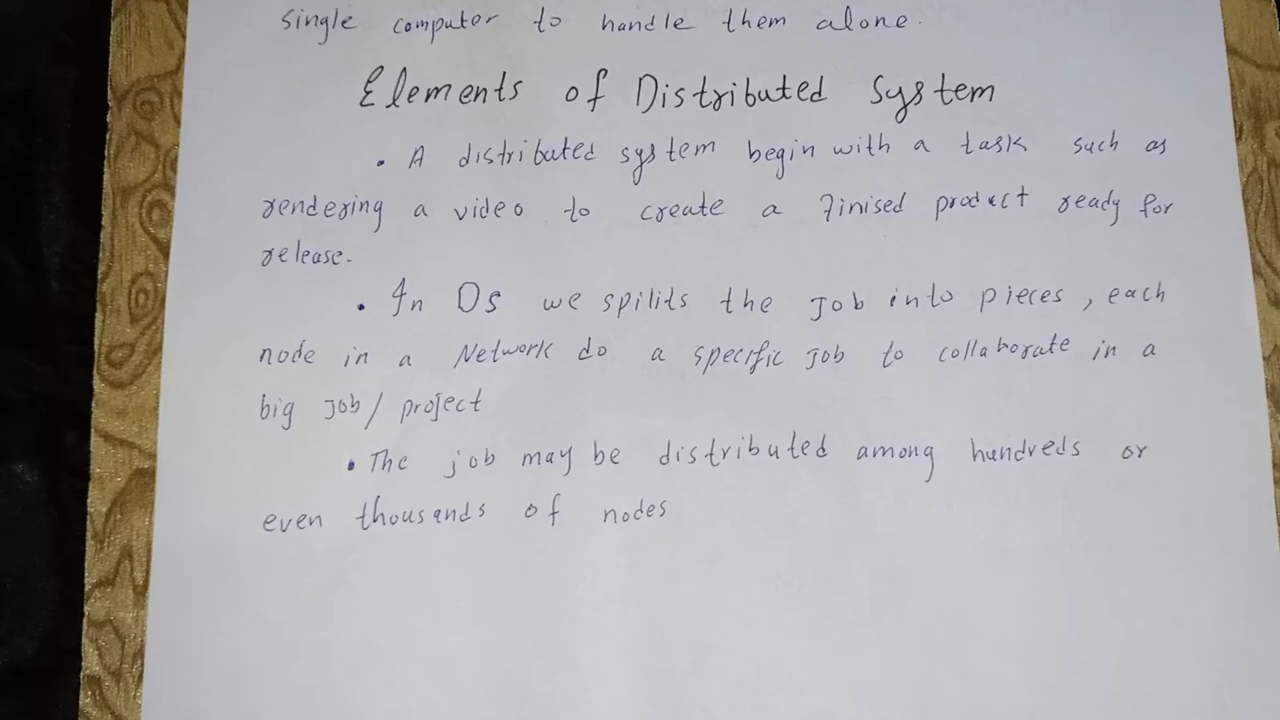 single computer to handle them alone.
Elements of Distributed System
• A distributed system begin with a task such as
rendering a video to create a finised product ready for
release.
• In DS we spilits the Job into pieces, each
node in a Network do a specific job to collaborate in a
big Job/ project
• The job may be distributed among hundreds or
even thousands of nodes